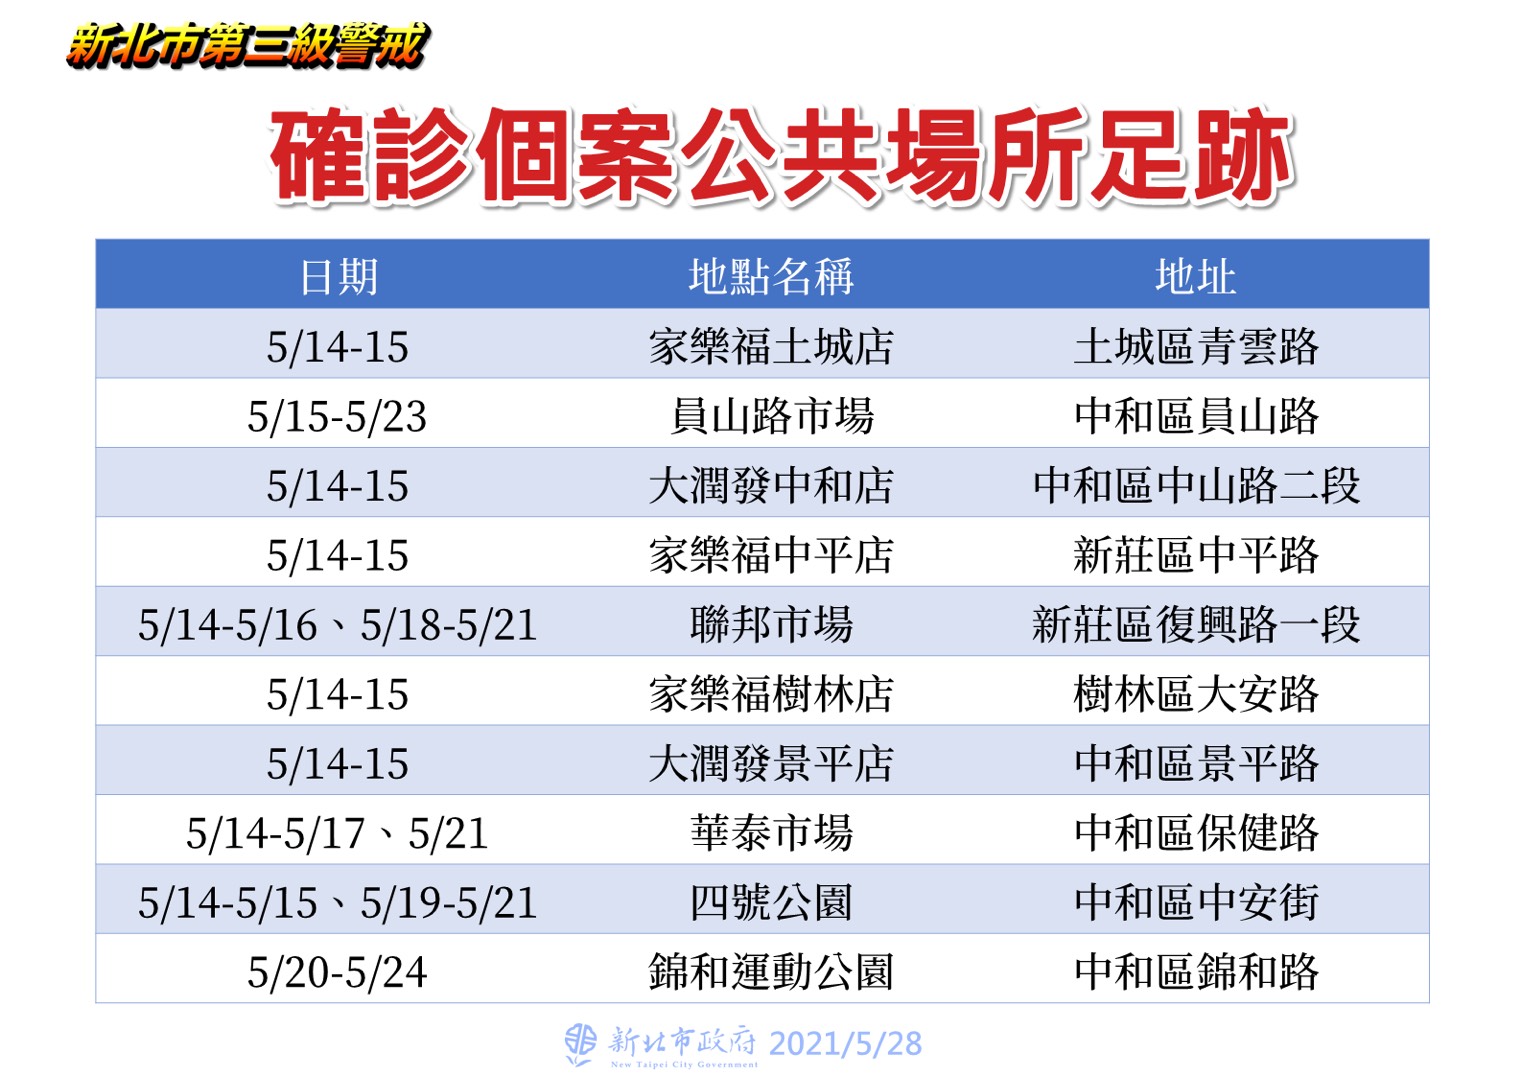 新北市第三級警戒
確診個案公共場所足跡
日期 地點名稱 地址
5/14-15 家樂福土城店 土城區青雲路
5/15-5/23 員山路市場 中和區員山路
5/14-15 大潤發中和店 中和區中山路二段
5/14-15 家樂福中平店 新莊區中平路
5/14-5/16、5/18-5/21 聯邦市場 新莊區復興路一段
5/14-15 家樂福樹林店 樹林區大安路
5/14-15 大潤發景平店 中和區景平路
5/14-5/17、5/21 華泰市場 中和區保健路
5/14-5/15、5/19-5/21 四號公園 中和區中安街
5/20-5/24 錦和運動公園 中和區錦和路
新北市政府 2021/5/28
New Taipei City Government